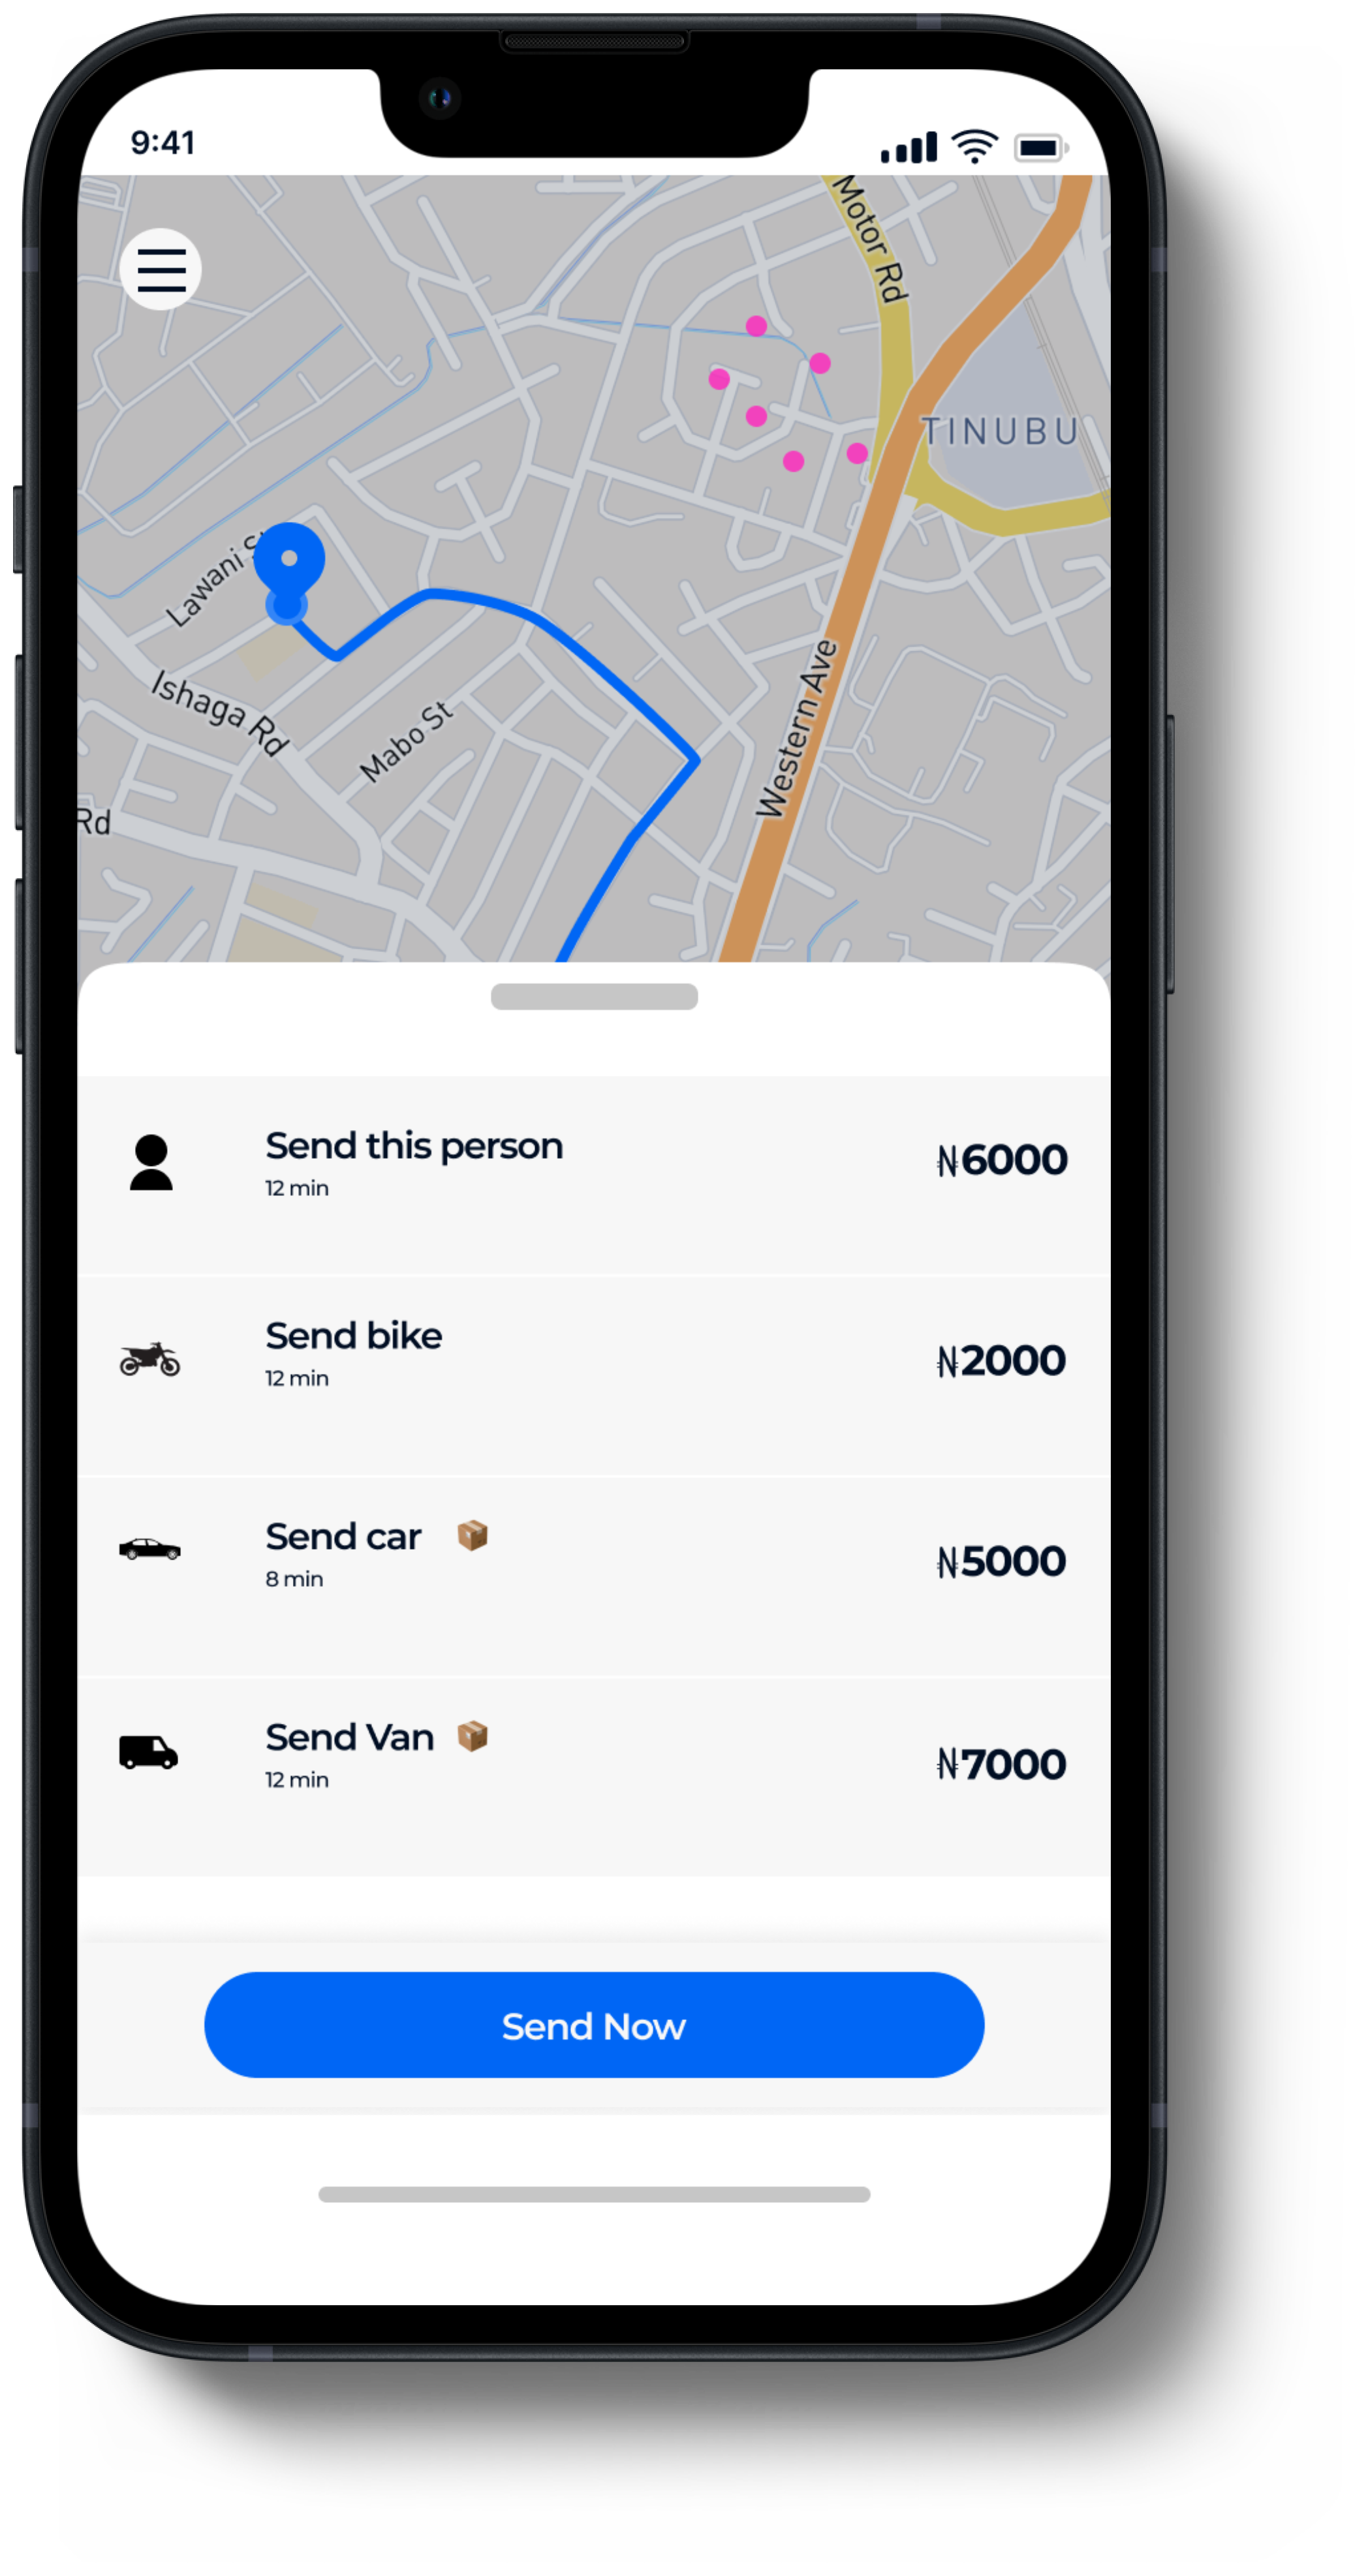 9:41
Motor Rd
TINUBU
Lawani
Ishaga Rd
Mabo St
Western Ave
Rd
Send this person
12 min
₦6000
Send bike
12 min
₦2000
Send car
8 min
₦5000
Send Van
12 min
₦7000
Send Now